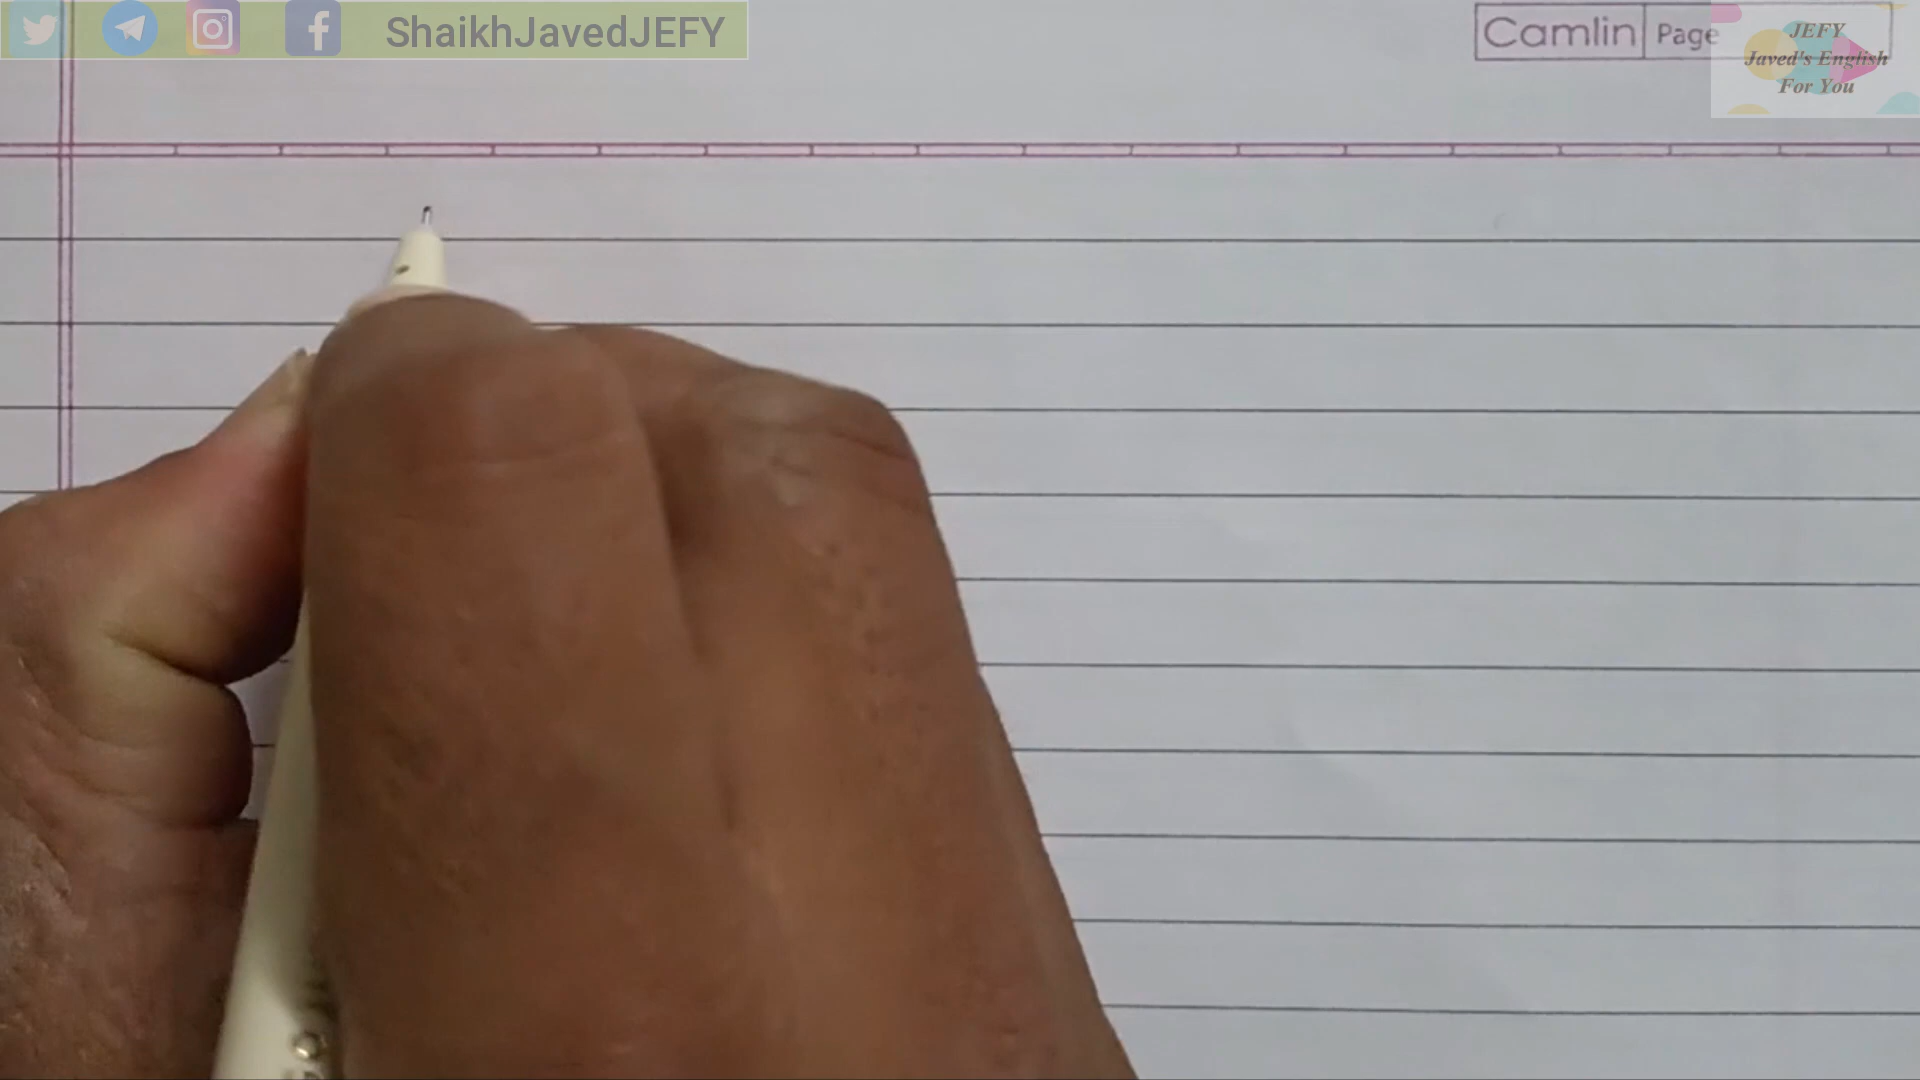 ShaikhJavedJEFY
Camlin Page
JEFY
Javed's English
For You